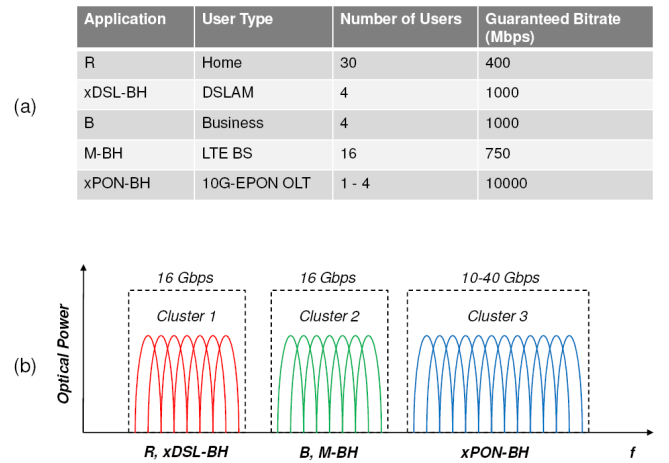 (a)
Application User Type Number of Users Guaranteed Bitrate (Mbps)
R Home 30 400
xDSL-BH DSLAM 4 1000
B Business 4 1000
M-BH LTE BS 16 750
xPON-BH 10G-EPON OLT 1 - 4 10000
(b)
Optical Power
16 Gbps 16 Gbps 10-40 Gbps
Cluster 1 Cluster 2 Cluster 3
R, xDSL-BH B, M-BH xPON-BH f